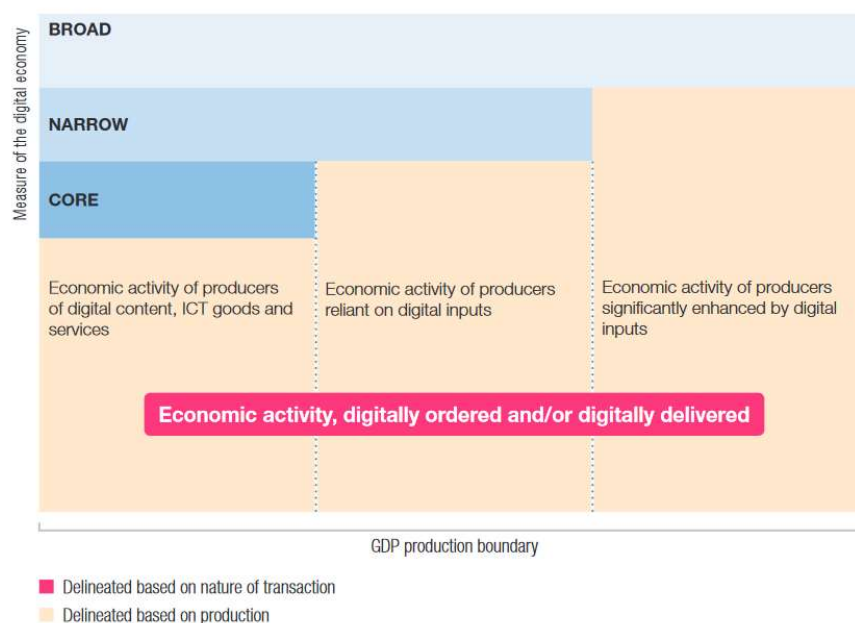 Measure of the digital economy
BROAD
NARROW
CORE
Economic activity of producers
of digital content, ICT goods and
services
Economic activity of producers
reliant on digital inputs
Economic activity of producers
significantly enhanced by digital
inputs
Economic activity, digitally ordered and/or digitally delivered
GDP production boundary
Delineated based on nature of transaction
Delineated based on production